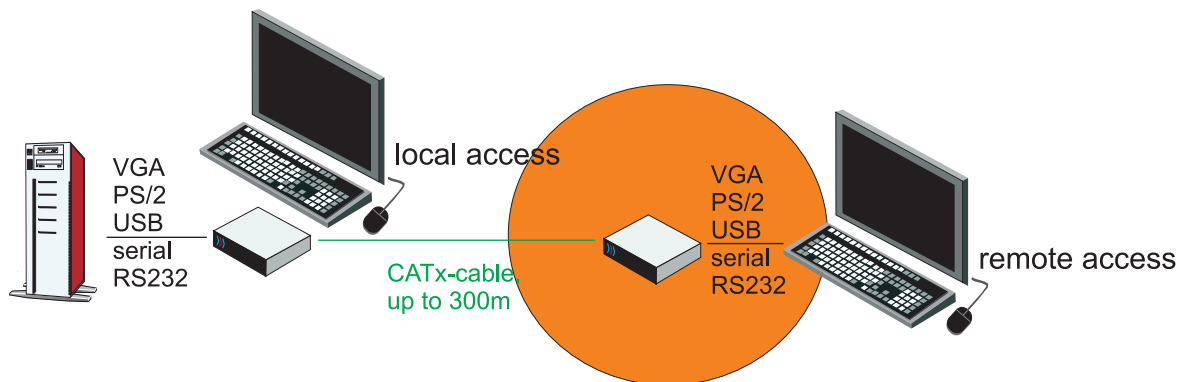 VGA
PS/2
USB
serial
RS232
local access
CATx-cable,
up to 300m
VGA
PS/2
USB
serial
RS232
remote access